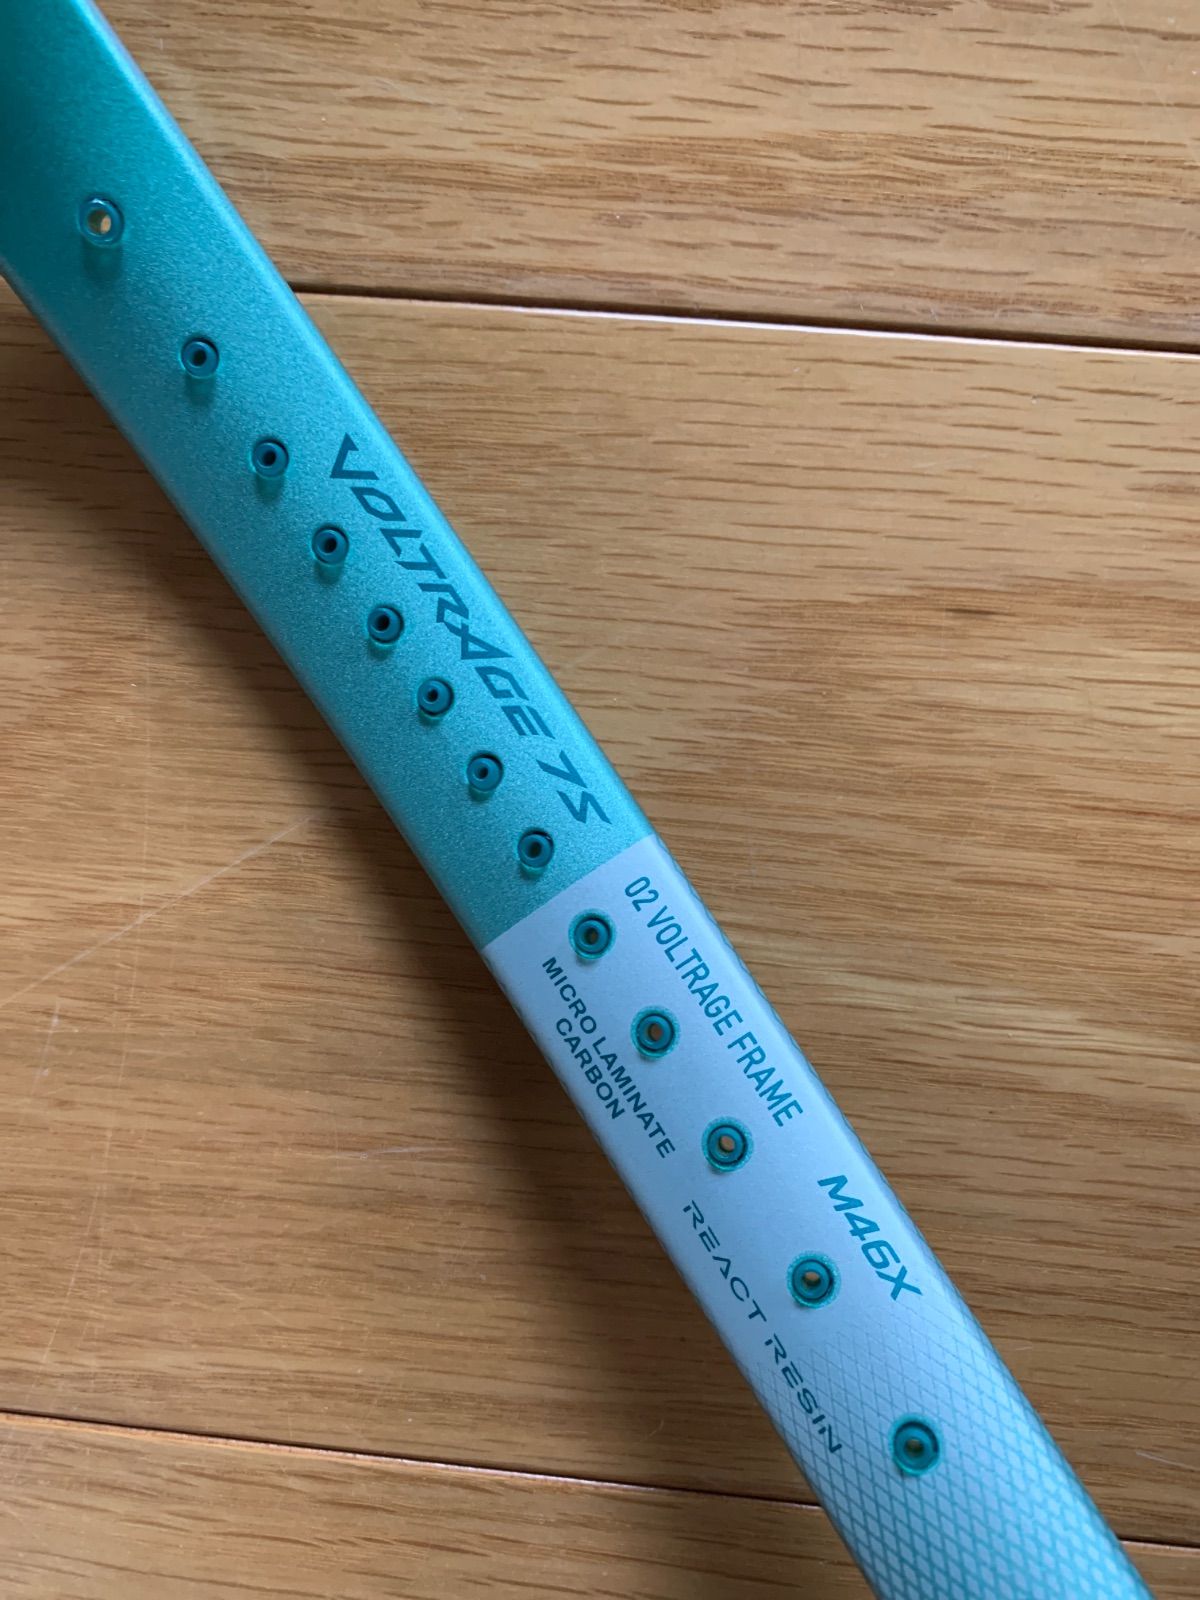 VOLTRAGE 7S
02 VOLTRAGE FRAME
MICRO LAMINATE
CARBON
M46X
REACT RESIN